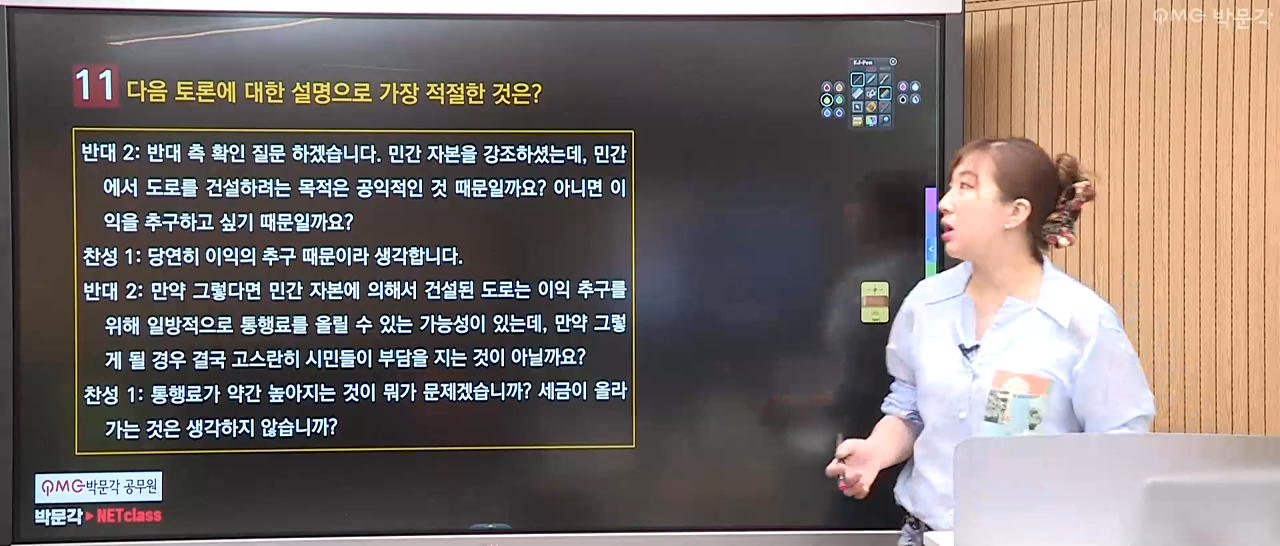 QMG 박문각
EJ-Pen
11 다음 토론에 대한 설명으로 가장 적절한 것은?
반대 2: 반대 측 확인 질문 하겠습니다. 민간 자본을 강조하셨는데, 민간
에서 도로를 건설하려는 목적은 공익적인 것 때문일까요? 아니면 이
익을 추구하고 싶기 때문일까요?
찬성 1: 당연히 이익의 추구 때문이라 생각합니다.
반대 2: 만약 그렇다면 민간 자본에 의해서 건설된 도로는 이익 추구를
위해 일방적으로 통행료를 올릴 수 있는 가능성이 있는데, 만약 그렇
게 될 경우 결국 고스란히 시민들이 부담을 지는 것이 아닐까요?
찬성 1: 통행료가 약간 높아지는 것이 뭐가 문제겠습니까? 세금이 올라
가는 것은 생각하지 않습니까?
QMG 박문각 공무원
박문각 ▶ NETclass